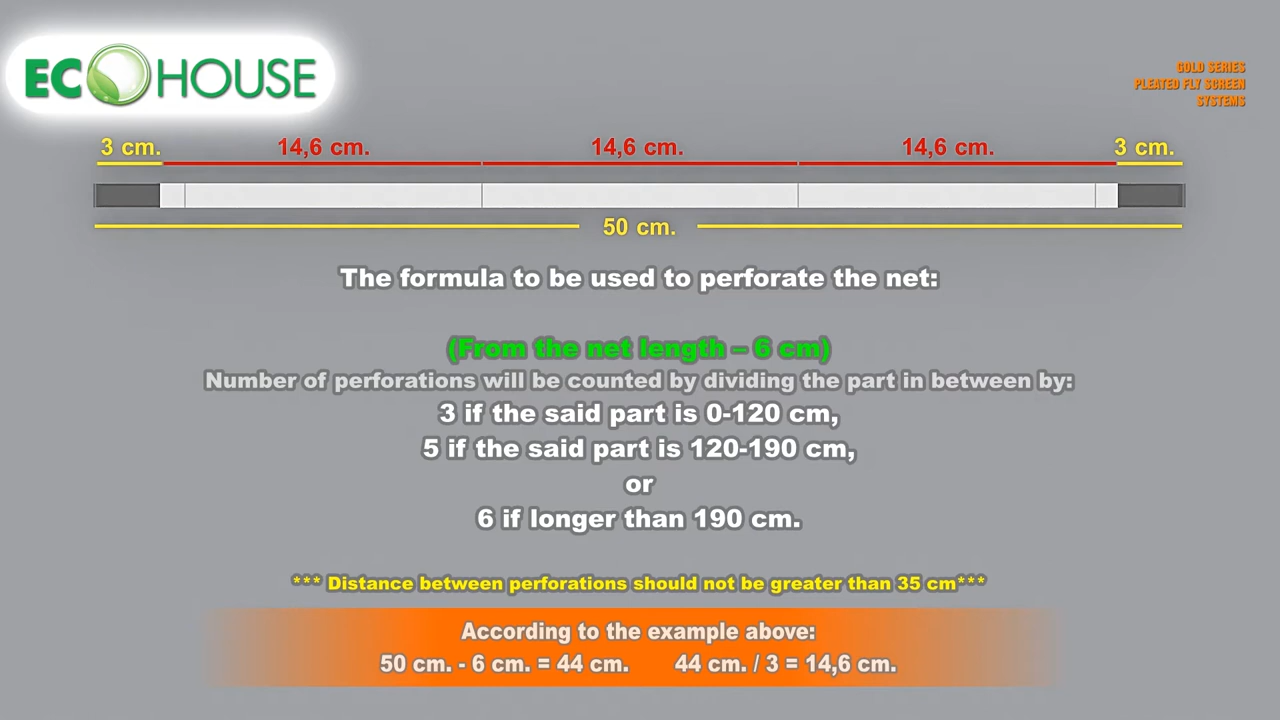 ECOHOUSE
GOLD SERIES
PLEATED FLY SCREEN
SYSTEMS
3 cm. 14,6 cm. 14,6 cm. 14,6 cm. 3 cm.
50 cm.
The formula to be used to perforate the net:
(From the net length – 6 cm)
Number of perforations will be counted by dividing the part in between by:
3 if the said part is 0-120 cm,
5 if the said part is 120-190 cm,
or
6 if longer than 190 cm.
*** Distance between perforations should not be greater than 35 cm***
According to the example above:
50 cm. - 6 cm. = 44 cm. 44 cm. / 3 = 14,6 cm.